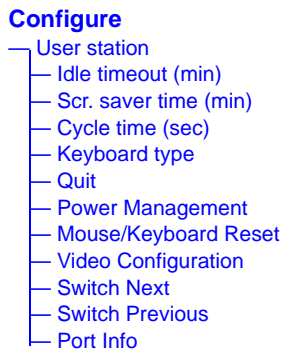 Configure
User station
Idle timeout (min)
Scr. saver time (min)
Cycle time (sec)
Keyboard type
Quit
Power Management
Mouse/Keyboard Reset
Video Configuration
Switch Next
Switch Previous
Port Info